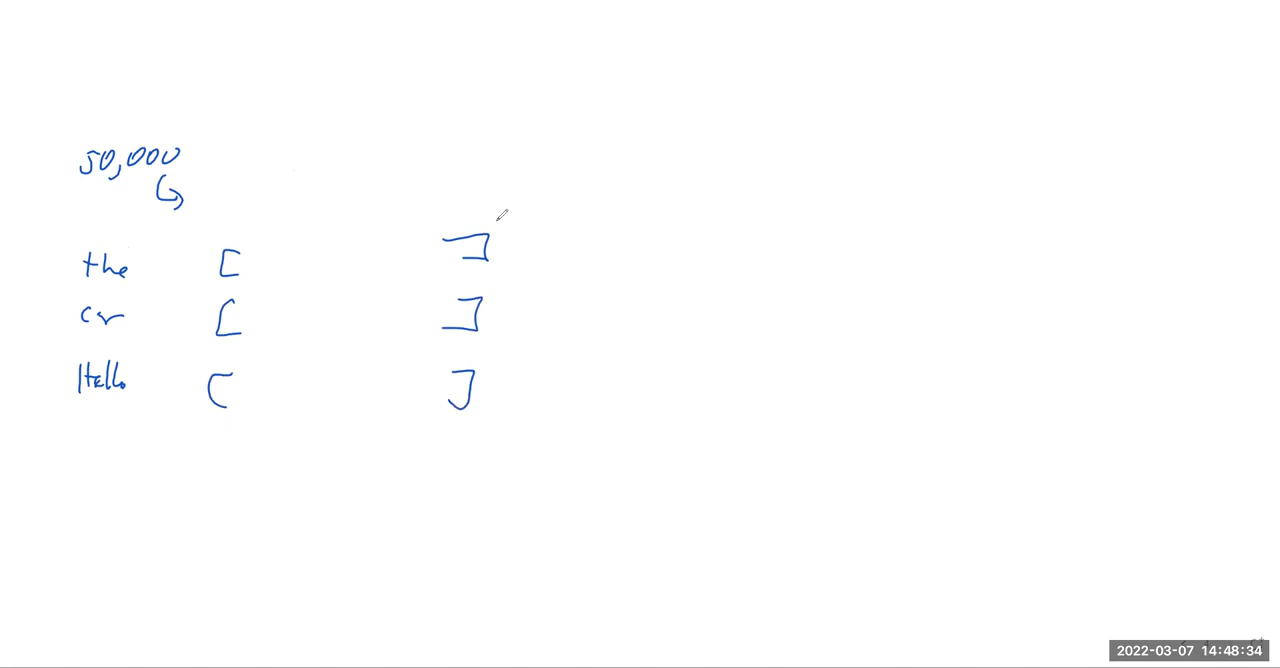 50,000
the [ ]
car [ ]
Hello [ ]
2022-03-07 14:48:34